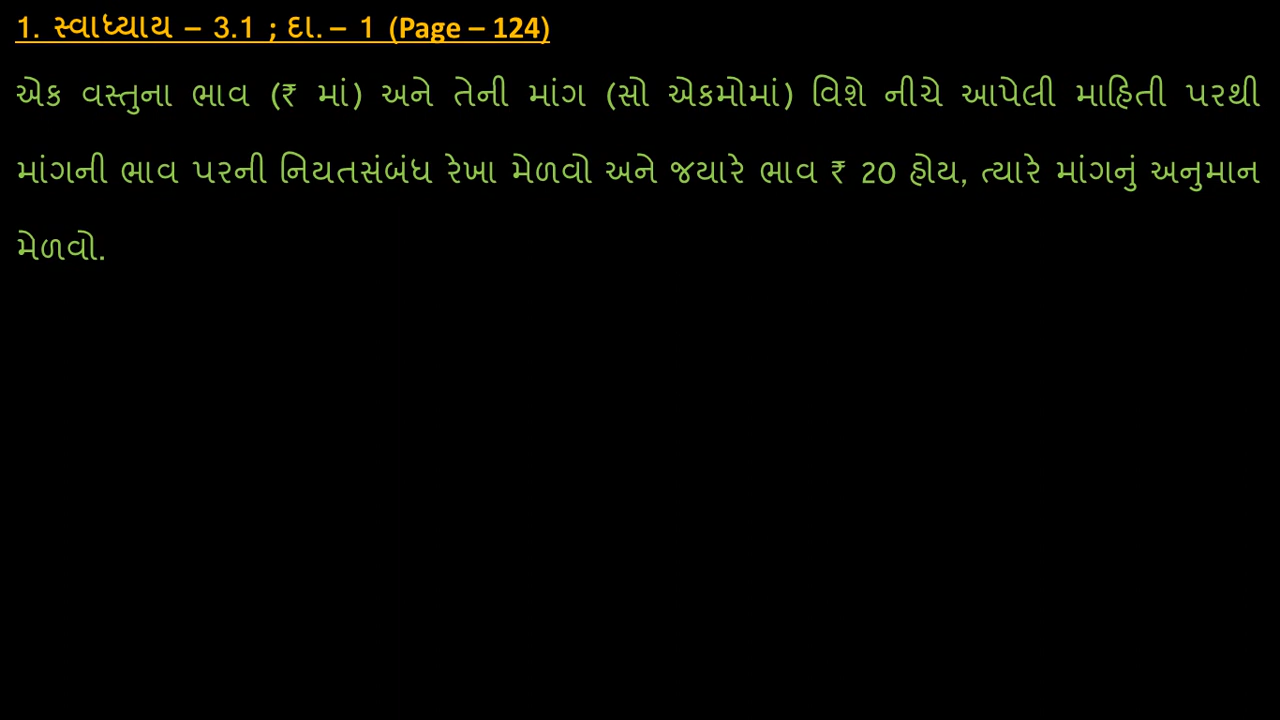 1. સ્વાધ્યાય – 3.1 ; દા. – 1 (Page – 124)
એક વસ્તુના ભાવ (₹ માં) અને તેની માંગ (સો એકમોમાં) વિશે નીચે આપેલી માહિતી પરથી
માંગની ભાવ પરની નિયતસંબંધ રેખા મેળવો અને જયારે ભાવ ₹ 20 હોય, ત્યારે માંગનું અનુમાન
મેળવો.